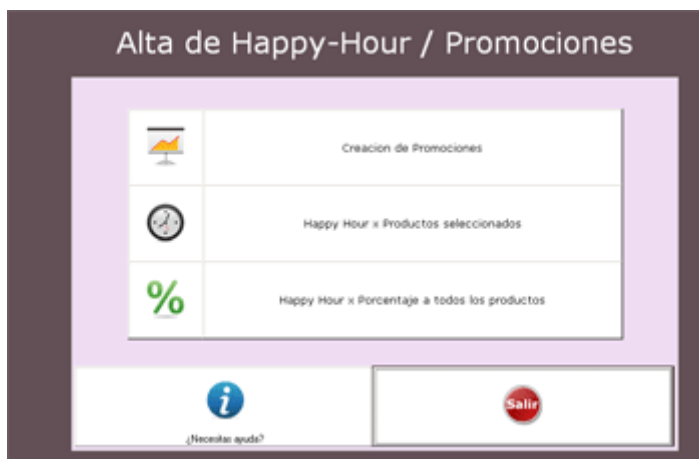 Alta de Happy-Hour / Promociones
Creacion de Promociones
Happy Hour x Productos seleccionados
%
Happy Hour x Porcentaje a todos los productos
i
¿Necesitas ayuda?
Salir